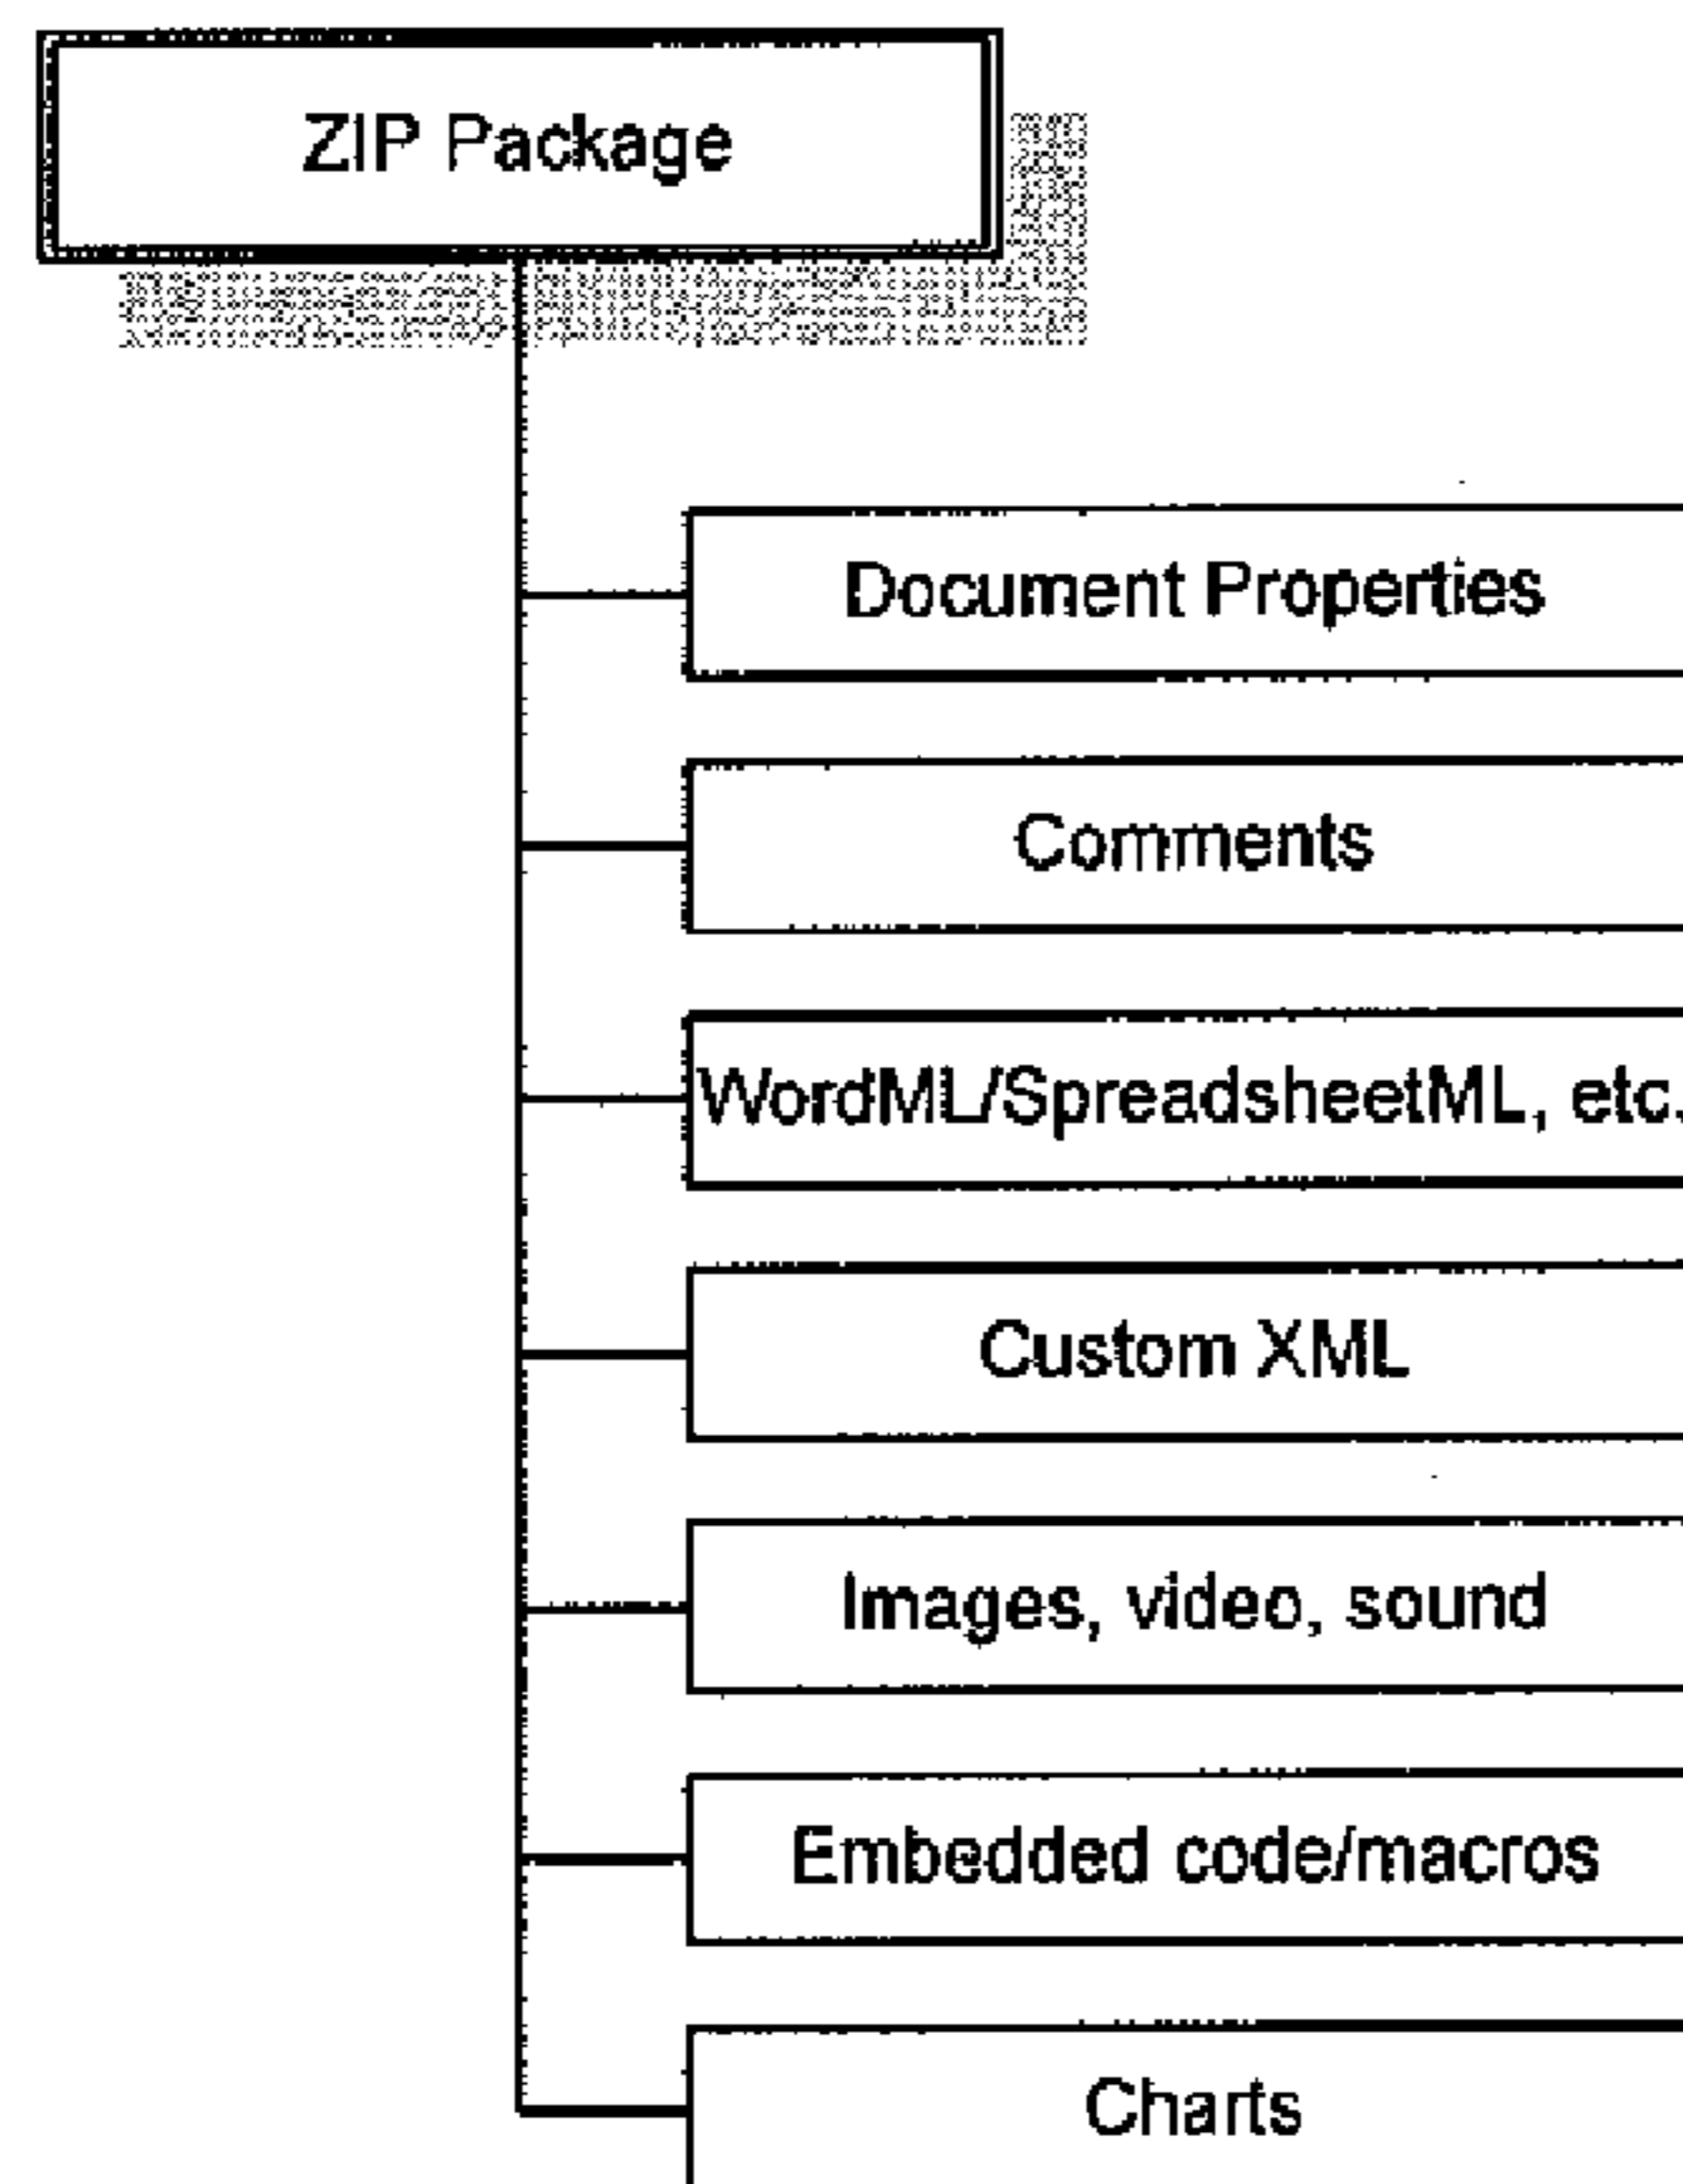 ZIP Package
Document Properties
Comments
WordML/SpreadsheetML, etc.
Custom XML
Images, video, sound
Embedded code/macros
Charts